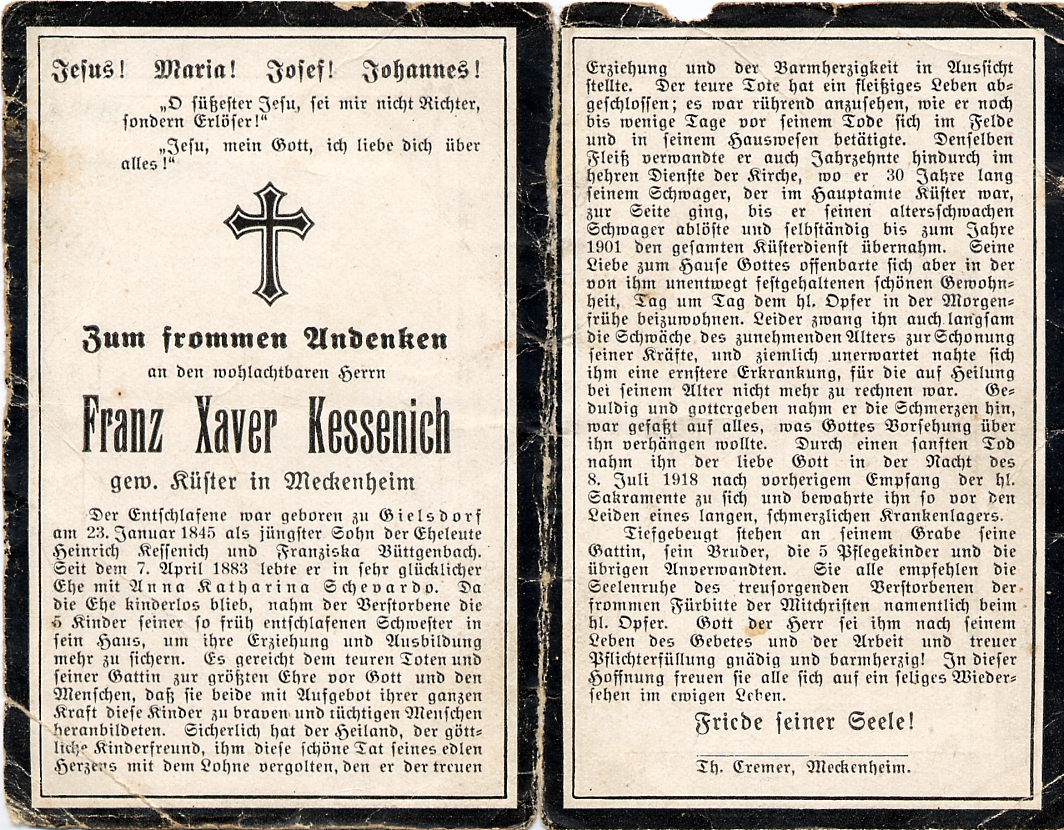 Jesus! Maria! Josef! Johannes!
„O süßester Jesu, sei mir nicht Richter,
sondern Erlöser!“
„Jesu, mein Gott, ich liebe dich über
alles!“
Zum frommen Andenken
an den wohlachtbaren Herrn
Franz Xaver Kessenich
gew. Küster in Meckenheim
Der Entschlafene war geboren zu Gielsdorf
am 23. Januar 1845 als jüngster Sohn der Eheleute
Heinrich Kessenich und Franziska Büttgenbach.
Seit dem 7. April 1883 lebte er in sehr glücklicher
Ehe mit Anna Katharina Schevardo. Da
die Ehe kinderlos blieb, nahm der Verstorbene die
5 Kinder seiner so früh entschlafenen Schwester in
sein Haus, um ihre Erziehung und Ausbildung
mehr zu sichern. Es gereicht dem teuren Toten und
seiner Gattin zur größten Ehre vor Gott und den
Menschen, daß sie beide mit Aufgebot ihrer ganzen
Kraft diese Kinder zu braven und tüchtigen Menschen
heranbildeten. Sicherlich hat der Heiland, der gött-
liche Kinderfreund, ihm diese schöne Tat seines edlen
Herzens mit dem Lohne vergolten, den er der treuen
Erziehung und der Barmherzigkeit in Aussicht
stellte. Der teure Tote hat ein fleißiges Leben ab-
geschlossen; es war rührend anzusehen, wie er noch
bis wenige Tage vor seinem Tode sich im Felde
und in seinem Hauswesen betätigte. Denselben
Fleiß verwandte er auch Jahrzehnte hindurch im
hehren Dienste der Kirche, wo er 30 Jahre lang
seinem Schwager, der im Hauptamte Küster war,
zur Seite ging, bis er seinen altersschwachen
Schwager ablöste und selbständig bis zum Jahre
1901 den gesamten Küsterdienst übernahm. Seine
Liebe zum Hause Gottes offenbarte sich aber in der
von ihm unentwegt festgehaltenen schönen Gewohn-
heit, Tag um Tag dem hl. Opfer in der Morgen-
frühe beizuwohnen. Leider zwang ihn auch langsam
die Schwäche des zunehmenden Alters zur Schonung
seiner Kräfte, und ziemlich unerwartet nahte sich
ihm eine ernstere Erkrankung, für die auf Heilung
bei seinem Alter nicht mehr zu rechnen war. Ge-
duldig und gottergeben nahm er die Schmerzen hin,
war gefaßt auf alles, was Gottes Vorsehung über
ihn verhängen wollte. Durch einen sanften Tod
nahm ihn der liebe Gott in der Nacht des
8. Juli 1918 nach vorherigem Empfang der hl.
Sakramente zu sich und bewahrte ihn so vor den
Leiden eines langen, schmerzlichen Krankenlagers.
Tiefgebeugt stehen an seinem Grabe seine
Gattin, sein Bruder, die 5 Pflegekinder und die
übrigen Anverwandten. Sie alle empfehlen die
Seelenruhe des treusorgenden Verstorbenen der
frommen Fürbitte der Mitchristen namentlich beim
hl. Opfer. Gott der Herr sei ihm nach seinem
Leben des Gebetes und der Arbeit und treuer
Pflichterfüllung gnädig und barmherzig! In dieser
Hoffnung freuen sie alle sich auf ein seliges Wieder-
sehen im ewigen Leben.
Friede seiner Seele!
Th. Cremer, Meckenheim.